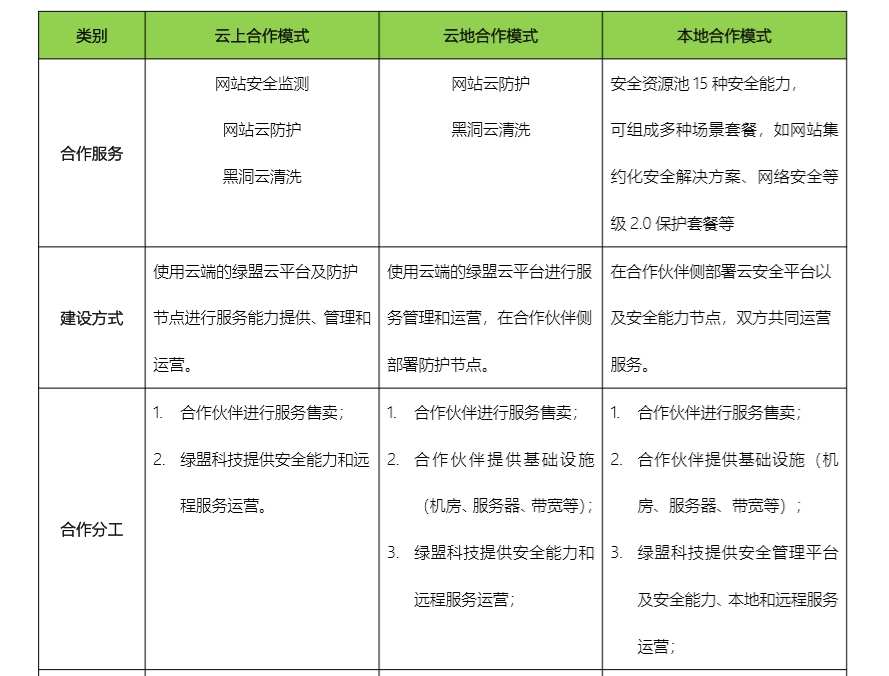 类别
云上合作模式
云地合作模式
本地合作模式
合作服务
网站安全监测
网站云防护
黑洞云清洗
网站云防护
黑洞云清洗
安全资源池 15 种安全能力，
可组成多种场景套餐，如网站集
约化安全解决方案、网络安全等
级 2.0 保护套餐等
建设方式
使用云端的绿盟云平台及防护
节点进行服务能力提供、管理和
运营。
使用云端的绿盟云平台进行服
务管理和运营，在合作伙伴侧
部署防护节点。
在合作伙伴侧部署云安全平台以
及安全能力节点，双方共同运营
服务。
合作分工
1. 合作伙伴进行服务售卖；
2. 绿盟科技提供安全能力和远
程服务运营。
1. 合作伙伴进行服务售卖；
2. 合作伙伴提供基础设施
（机房、服务器、带宽等）；
3. 绿盟科技提供安全能力和
远程服务运营；
1. 合作伙伴进行服务售卖；
2. 合作伙伴提供基础设施（机
房、服务器、带宽等）；
3. 绿盟科技提供安全管理平台
及安全能力、本地和远程服务
运营；